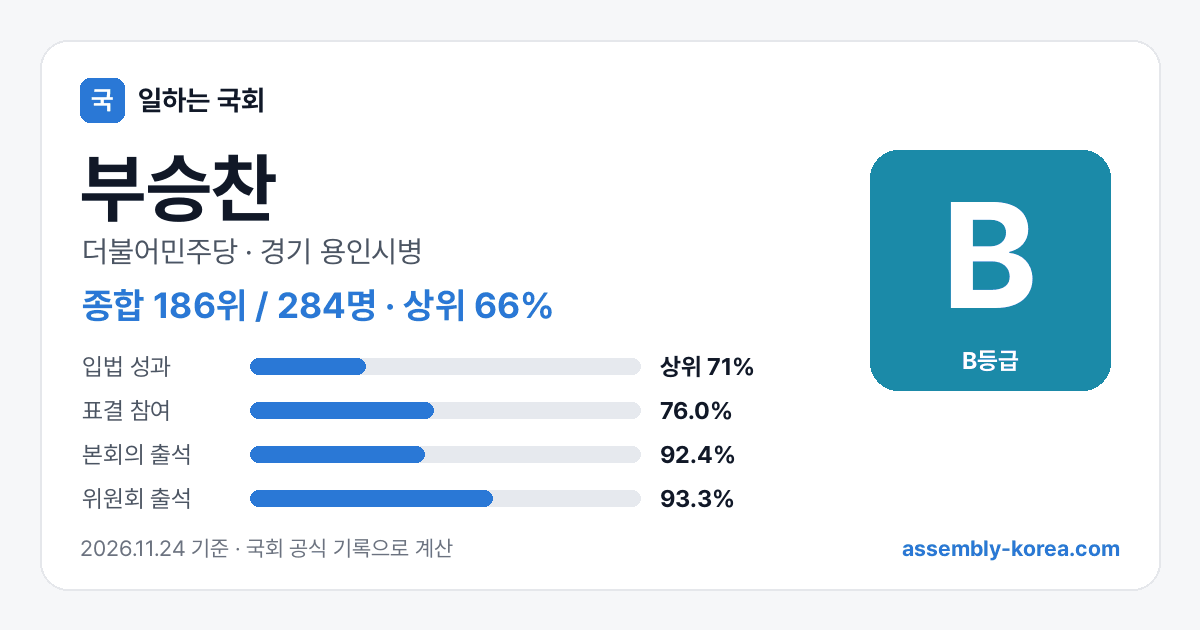 국 일하는 국회
부승찬
더불어민주당 · 경기 용인시병
종합 186위 / 284명 · 상위 66%
B
B등급
입법 성과 상위 71%
표결 참여 76.0%
본회의 출석 92.4%
위원회 출석 93.3%
2026.11.24 기준 · 국회 공식 기록으로 계산
assembly-korea.com